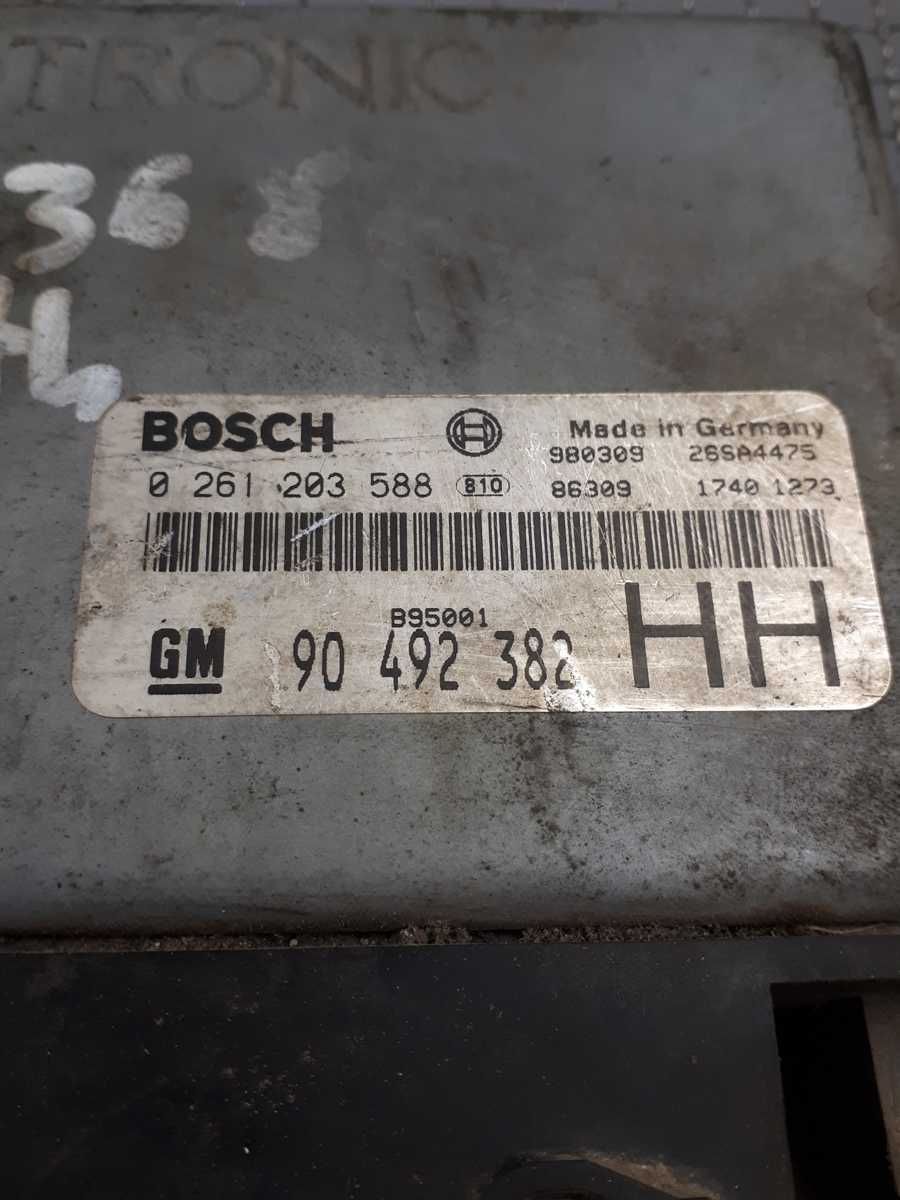 TRONIC
36 8
BOSCH Made in Germany
980309 26SA4475
0 261 203 588 810 86309 1740 1273
B95001
GM 90 492 382 HH